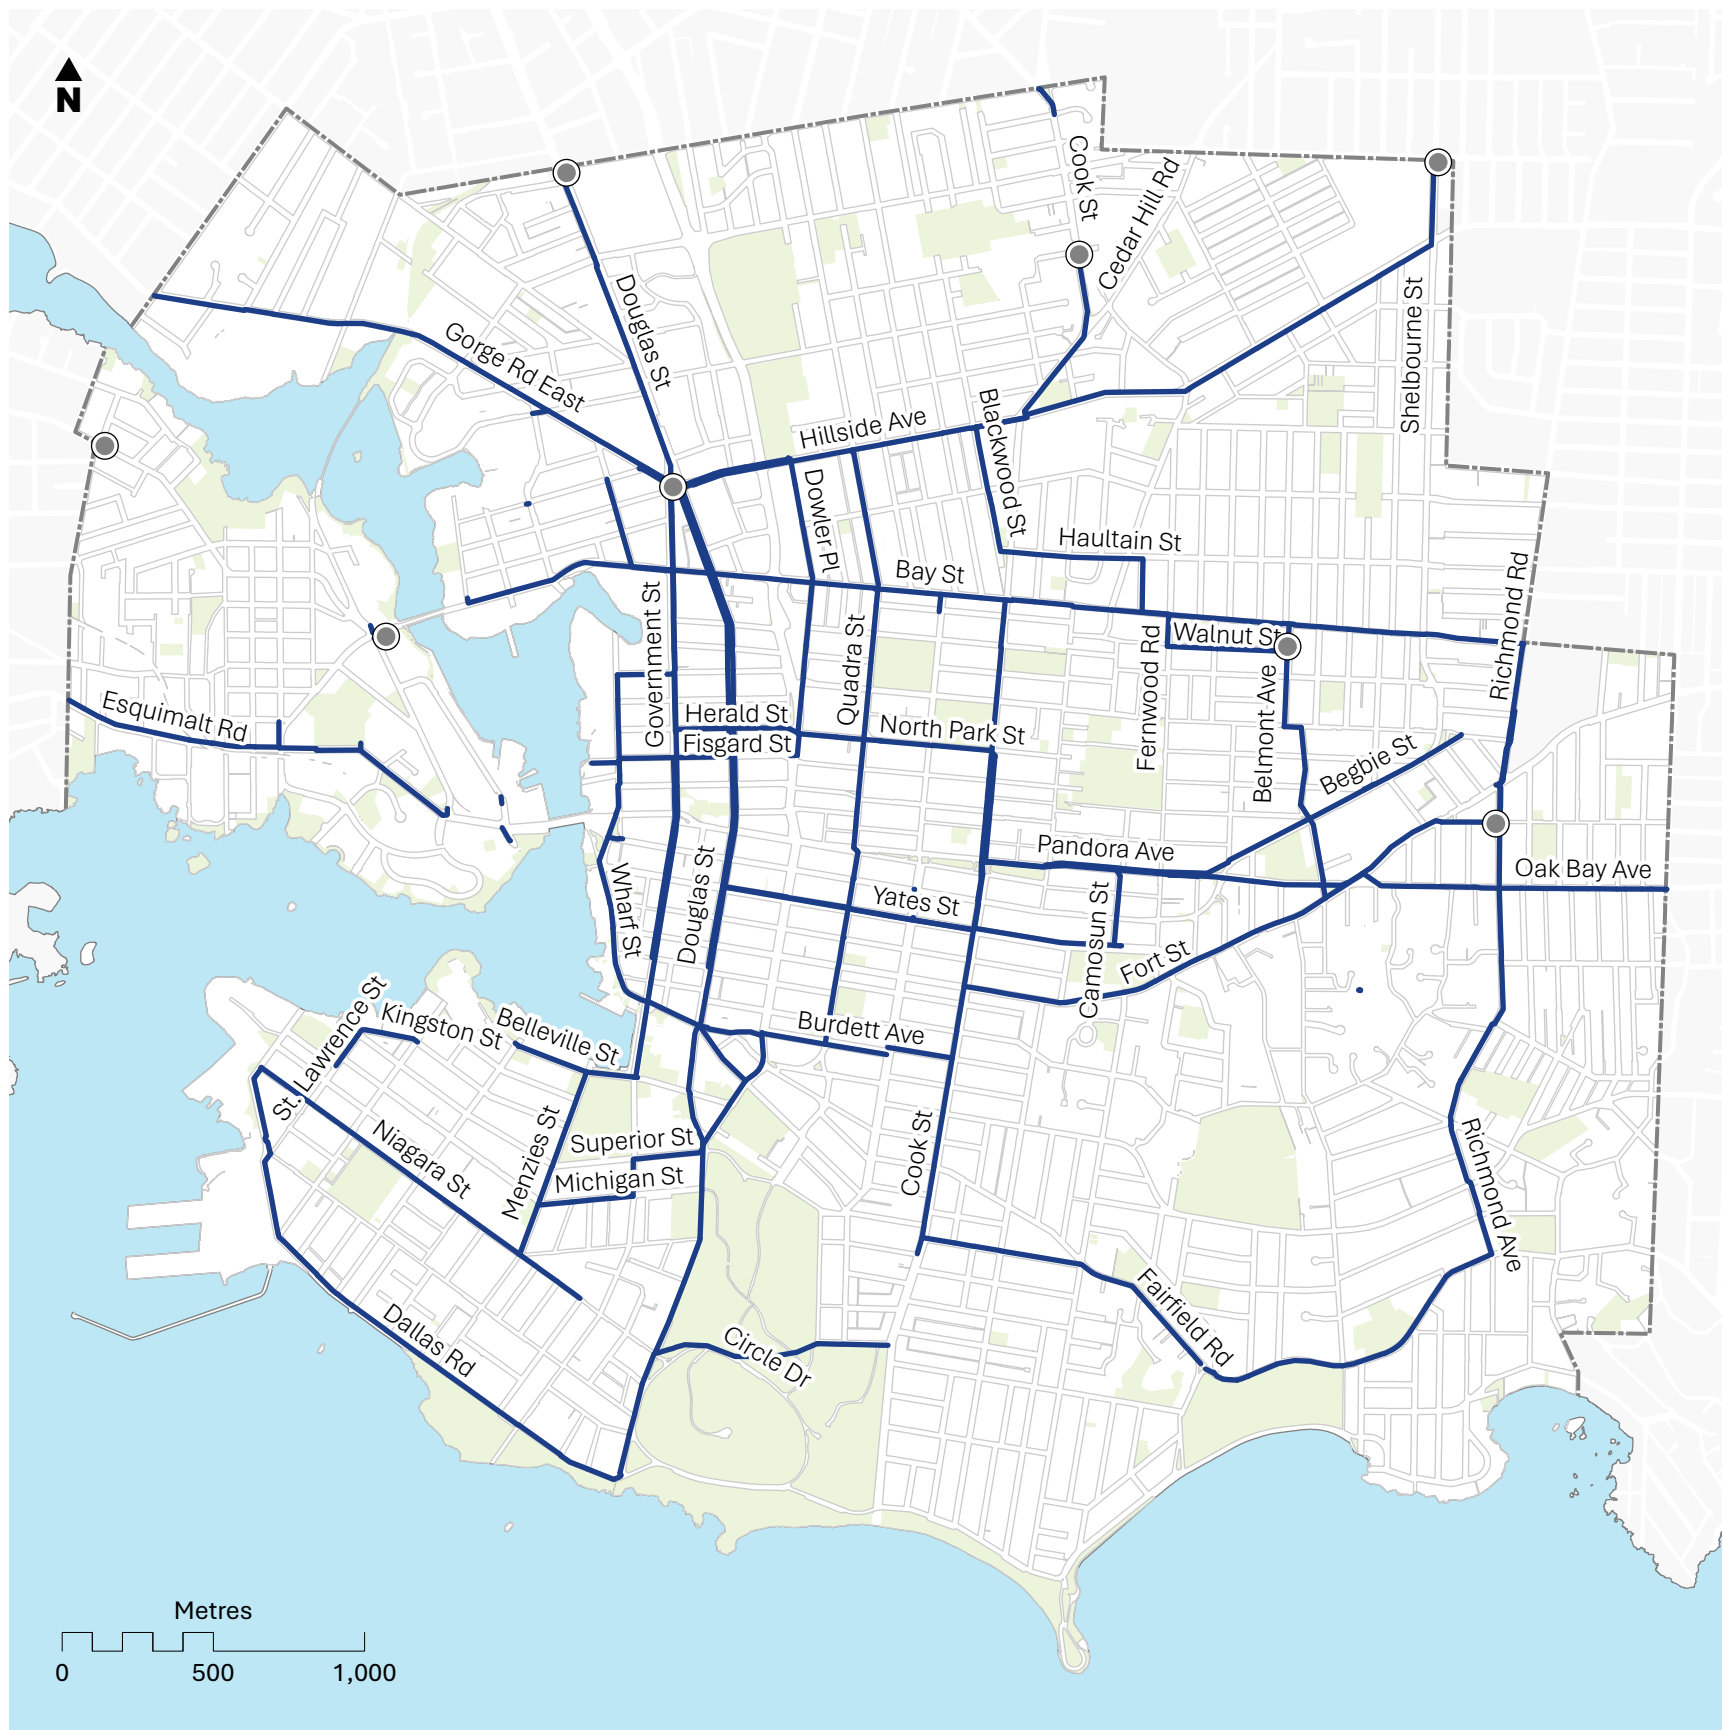 N
Cook St
Cedar Hill Rd
Douglas St
Shelbourne St
Gorge Rd East
Hillside Ave
Blackwood St
Dowler Pl
Haultain St
Bay St
Richmond Rd
Government St
Quadra St
Fernwood Rd
Walnut St
Belmont Ave
Esquimalt Rd
Herald St
North Park St
Fisgard St
Begbie St
Pandora Ave
Oak Bay Ave
Wharf St
Douglas St
Yates St
Camosun St
Fort St
St. Lawrence St
Kingston St
Belleville St
Burdett Ave
Niagara St
Menzies St
Superior St
Michigan St
Cook St
Richmond Ave
Dallas Rd
Circle Dr
Fairfield Rd
Metres
0 500 1,000